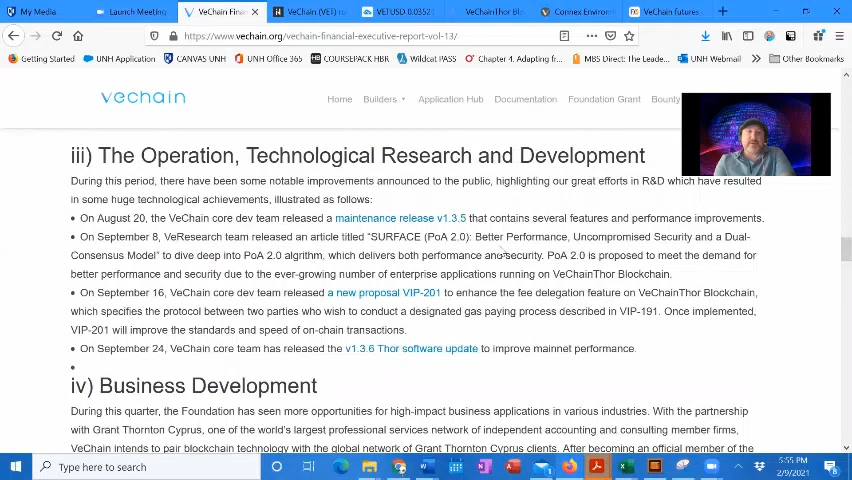 My Media
Launch Meeting
VeChain Fina
VeChain (VET) ro
VETUSD 0.0352
VeChainThor Blo
Connex Environm
VeChain futures
https://www.vechain.org/vechain-financial-executive-report-vol-13/
Getting Started
UNH Application
CANVAS UNH
UNH Office 365
COURSEPACK HBR
Wildcat PASS
Chapter 4. Adapting fr...
MBS Direct: The Leade...
UNH Webmail
Other Bookmarks
vechain
Home Builders Application Hub Documentation Foundation Grant Bounty
iii) The Operation, Technological Research and Development
During this period, there have been some notable improvements announced to the public, highlighting our great efforts in R&D which have resulted
in some huge technological achievements, illustrated as follows:
• On August 20, the VeChain core dev team released a maintenance release v1.3.5 that contains several features and performance improvements.
• On September 8, VeResearch team released an article titled “SURFACE (PoA 2.0): Better Performance, Uncompromised Security and a Dual-
Consensus Model” to dive deep into PoA 2.0 algrithm, which delivers both performance and security. PoA 2.0 is proposed to meet the demand for
better performance and security due to the ever-growing number of enterprise applications running on VeChainThor Blockchain.
• On September 16, VeChain core dev team released a new proposal VIP-201 to enhance the fee delegation feature on VeChainThor Blockchain,
which specifies the protocol between two parties who wish to conduct a designated gas paying process described in VIP-191. Once implemented,
VIP-201 will improve the standards and speed of on-chain transactions.
• On September 24, VeChain core team has released the v1.3.6 Thor software update to improve mainnet performance.
•
iv) Business Development
During this quarter, the Foundation has seen more opportunities for high-impact business applications in various industries. With the partnership
with Grant Thornton Cyprus, one of the world’s largest professional services network of independent accounting and consulting member firms,
VeChain intends to pair blockchain technology with the global network of Grant Thornton Cyprus clients. After becoming an official member of the
Type here to search
5:55 PM
2/9/2021